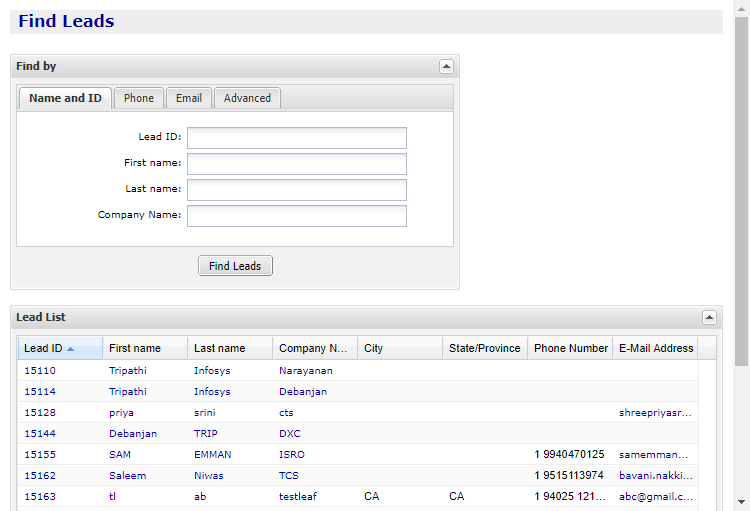 Find Leads
Find by
Name and ID Phone Email Advanced
Lead ID:
First name:
Last name:
Company Name:
Find Leads
Lead List
Lead ID First name Last name Company N... City State/Province Phone Number E-Mail Address
15110 Tripathi Infosys Narayanan
15114 Tripathi Infosys Debanjan
15128 priya srini cts shreepriyasr...
15144 Debanjan TRIP DXC
15155 SAM EMMAN ISRO 1 9940470125 samemman...
15162 Saleem Niwas TCS 1 9515113974 bavani.nakki...
15163 tl ab testleaf CA CA 1 94025 121... abc@gmail.c...